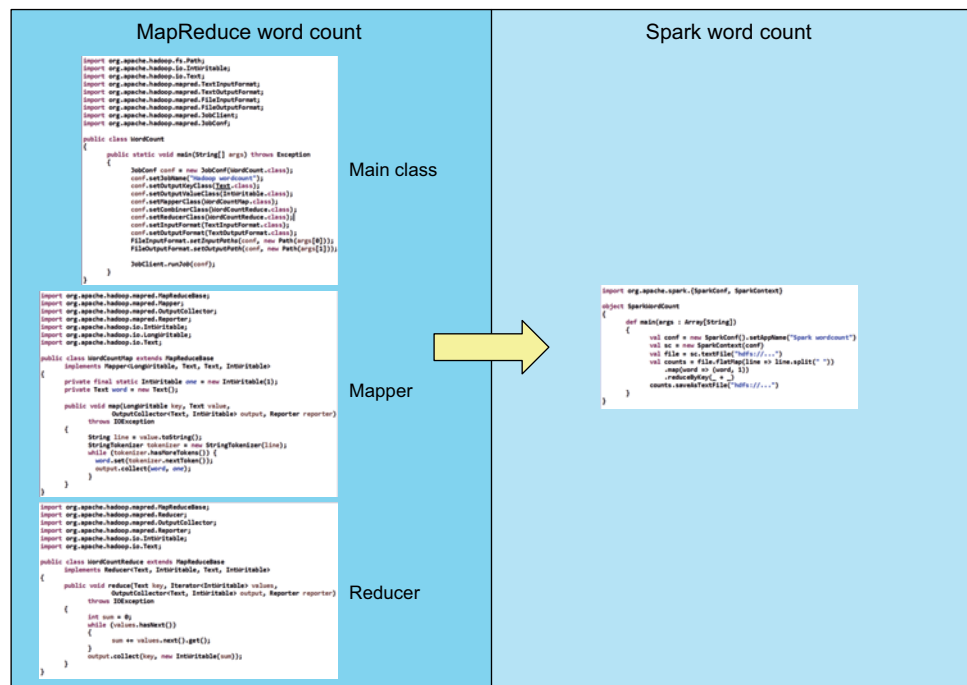 MapReduce word count
import org.apache.hadoop.fs.Path;
import org.apache.hadoop.io.IntWritable;
import org.apache.hadoop.io.Text;
import org.apache.hadoop.mapred.TextInputFormat;
import org.apache.hadoop.mapred.TextOutputFormat;
import org.apache.hadoop.mapred.FileInputFormat;
import org.apache.hadoop.mapred.FileOutputFormat;
import org.apache.hadoop.mapred.JobClient;
import org.apache.hadoop.mapred.JobConf;
public class WordCount
{
public static void main(String[] args) throws Exception
{
JobConf conf = new JobConf(WordCount.class);
conf.setJobName("Hadoop wordcount");
conf.setOutputKeyClass(Text.class);
conf.setOutputValueClass(IntWritable.class);
conf.setMapperClass(WordCountMap.class);
conf.setCombinerClass(WordCountReduce.class);
conf.setReducerClass(WordCountReduce.class);
conf.setInputFormat(TextInputFormat.class);
conf.setOutputFormat(TextOutputFormat.class);
FileInputFormat.setInputPaths(conf, new Path(args[0]));
FileOutputFormat.setOutputPath(conf, new Path(args[1]));
JobClient.runJob(conf);
}
}
Main class
import org.apache.hadoop.mapred.MapReduceBase;
import org.apache.hadoop.mapred.Mapper;
import org.apache.hadoop.mapred.OutputCollector;
import org.apache.hadoop.mapred.Reporter;
import org.apache.hadoop.io.IntWritable;
import org.apache.hadoop.io.LongWritable;
import org.apache.hadoop.io.Text;
public class WordCountMap extends MapReduceBase
implements Mapper<LongWritable, Text, Text, IntWritable>
{
private final static IntWritable one = new IntWritable(1);
private Text word = new Text();
public void map(LongWritable key, Text value,
OutputCollector<Text, IntWritable> output, Reporter reporter)
throws IOException
{
String line = value.toString();
StringTokenizer tokenizer = new StringTokenizer(line);
while (tokenizer.hasMoreTokens()) {
word.set(tokenizer.nextToken());
output.collect(word, one);
}
}
}
Mapper
import org.apache.hadoop.mapred.MapReduceBase;
import org.apache.hadoop.mapred.Reducer;
import org.apache.hadoop.mapred.OutputCollector;
import org.apache.hadoop.mapred.Reporter;
import org.apache.hadoop.io.IntWritable;
import org.apache.hadoop.io.Text;
public class WordCountReduce extends MapReduceBase
implements Reducer<Text, IntWritable, Text, IntWritable>
{
public void reduce(Text key, Iterator<IntWritable> values,
OutputCollector<Text, IntWritable> output, Reporter reporter)
throws IOException
{
int sum = 0;
while (values.hasNext())
{
sum += values.next().get();
}
output.collect(key, new IntWritable(sum));
}
}
Reducer
Spark word count
import org.apache.spark.{SparkConf, SparkContext}
object SparkWordCount
{
def main(args : Array[String])
{
val conf = new SparkConf().setAppName("Spark wordcount")
val sc = new SparkContext(conf)
val file = sc.textFile("hdfs://...")
val counts = file.flatMap(line => line.split(" "))
.map(word => (word, 1))
.reduceByKey(_ + _)
counts.saveAsTextFile("hdfs://...")
}
}